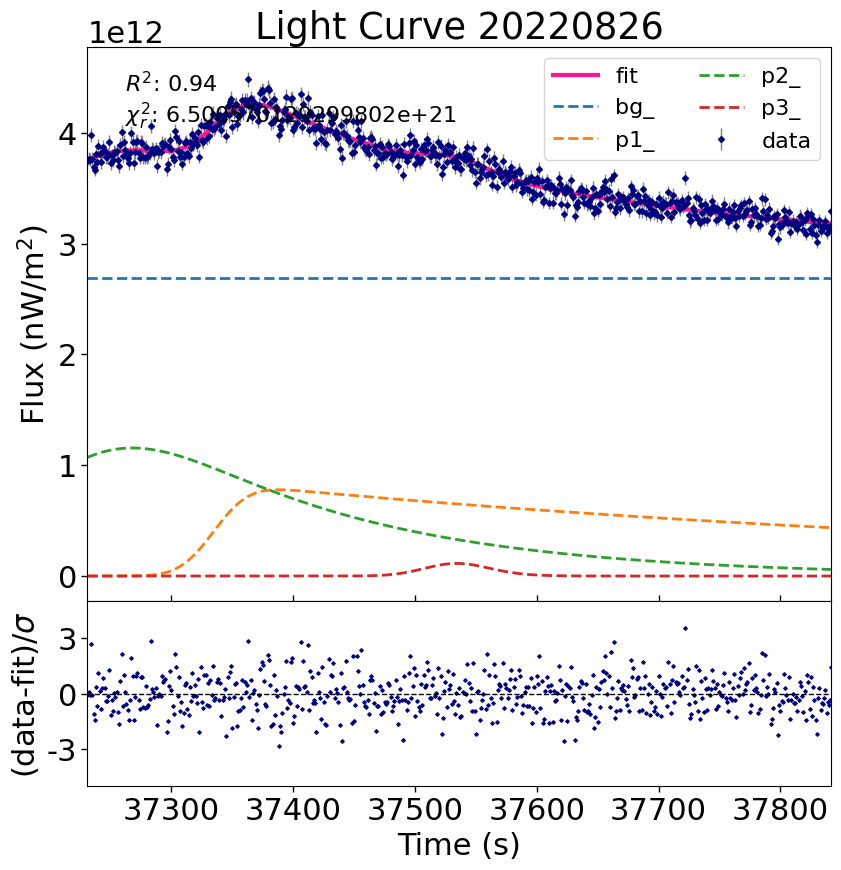 Light Curve 20220826
1e12
R²: 0.94
fit
bg_
p1_
p2_
p3_
data
4
3
2
1
0
Flux (nW/m²)
3
0
-3
(data-fit)/σ
37300 37400 37500 37600 37700 37800
Time (s)